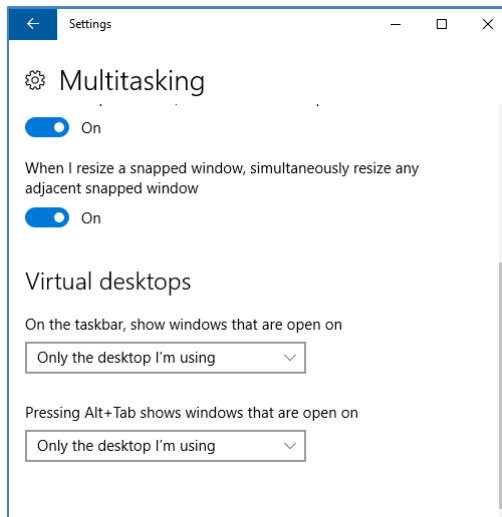 Settings
Multitasking
On
When I resize a snapped window, simultaneously resize any
adjacent snapped window
On
Virtual desktops
On the taskbar, show windows that are open on
Only the desktop I'm using
Pressing Alt+Tab shows windows that are open on
Only the desktop I'm using